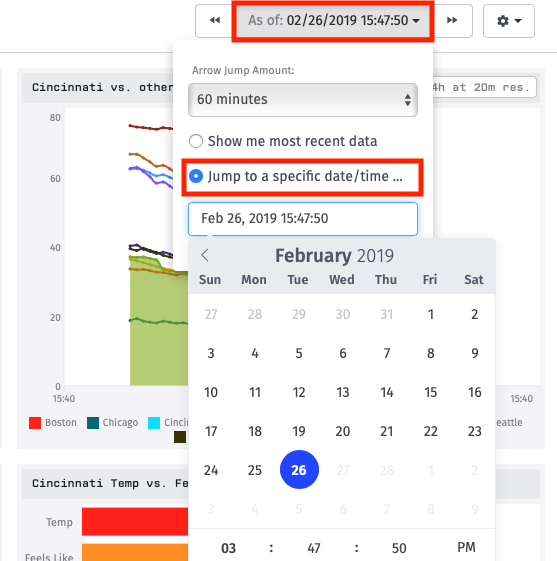 As of: 02/26/2019 15:47:50
Arrow Jump Amount:
60 minutes
Show me most recent data
Jump to a specific date/time ...
Feb 26, 2019 15:47:50
February 2019
Sun Mon Tue Wed Thu Fri Sat
27 28 29 30 31 1 2
3 4 5 6 7 8 9
10 11 12 13 14 15 16
17 18 19 20 21 22 23
24 25 26 27 28 1 2
3 4 5 6 7 8 9
03 : 47 : 50 PM
Cincinnati vs. other
4h at 20m res.
80
60
40
20
0
15:40 15:40
Boston Chicago Cinci eattle
Cincinnati Temp vs. Fe
Temp
Feels Like